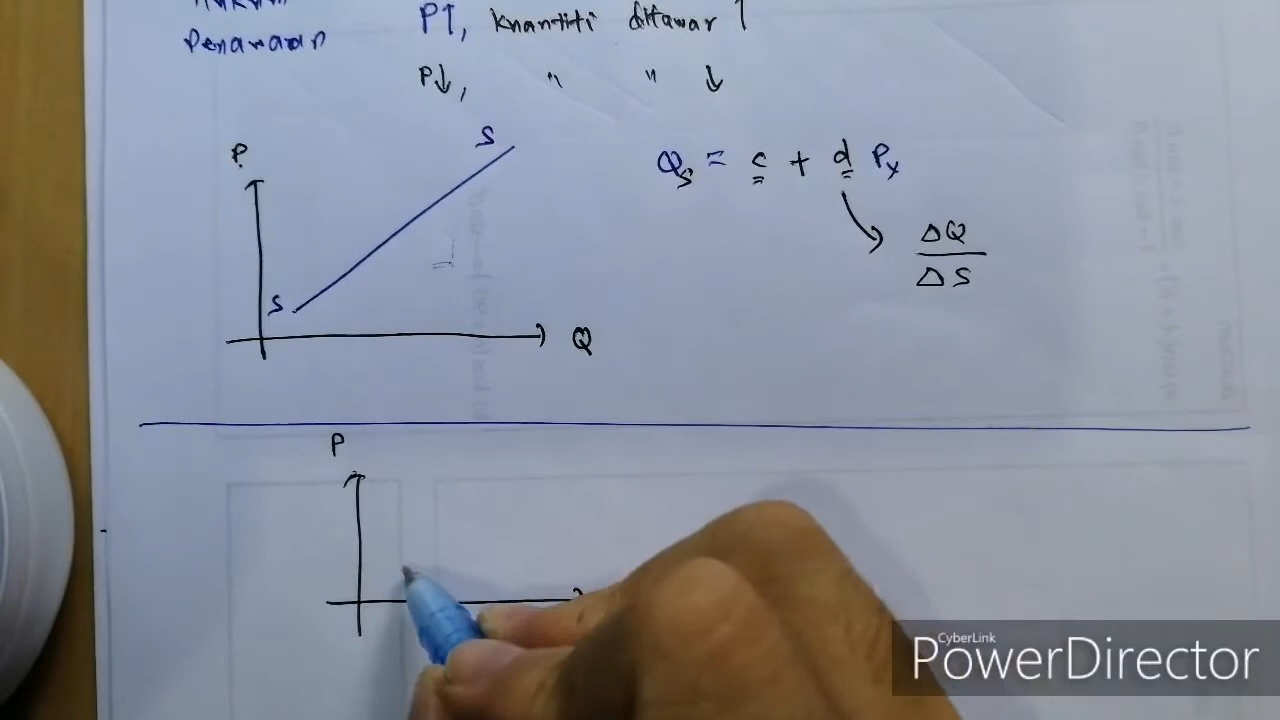 P↑, kuantiti ditawar ↑
Penawaran
P↓, " " ↓
P
S
Qs = c + d Px
ΔQ
ΔS
S
Q
P
CyberLink
PowerDirector